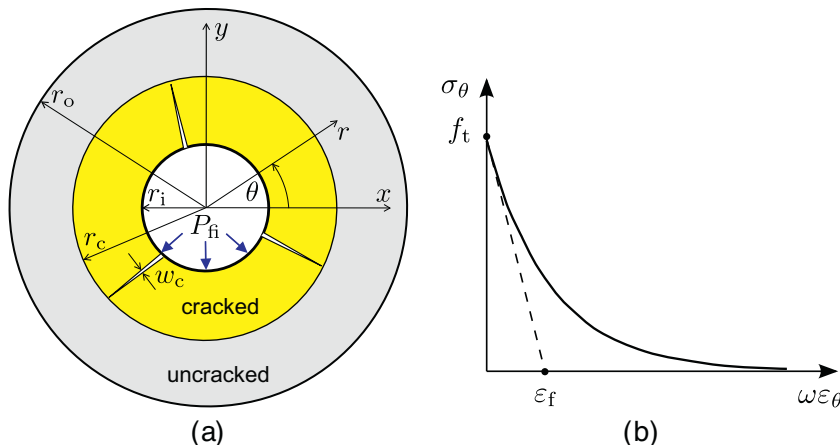 y
σ_θ
r_o
f_t
r
θ
x
r_i
P_fi
r_c
w_c
cracked
uncracked
ε_f
ωε_θ
(a)
(b)